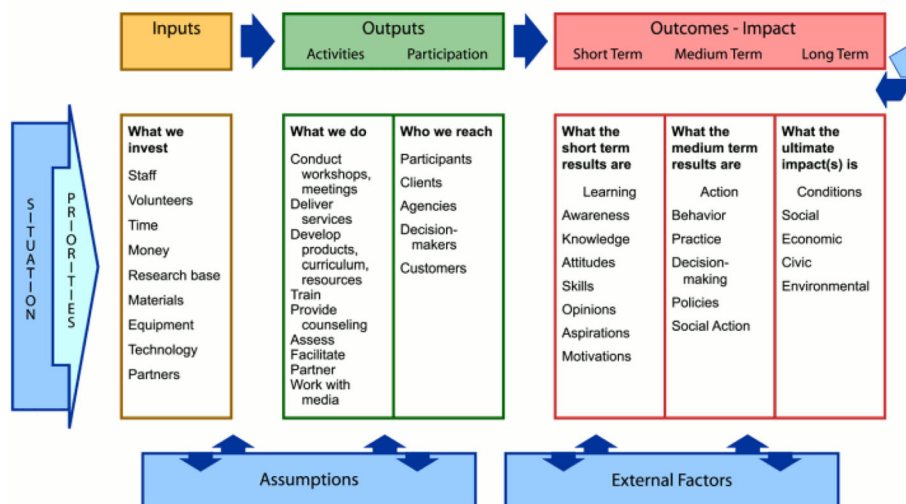 Inputs
Outputs
Activities
Participation
Outcomes - Impact
Short Term
Medium Term
Long Term
SITUATION
PRIORITIES
What we
invest
Staff
Volunteers
Time
Money
Research base
Materials
Equipment
Technology
Partners
What we do
Conduct
workshops,
meetings
Deliver
services
Develop
products,
curriculum,
resources
Train
Provide
counseling
Assess
Facilitate
Partner
Work with
media
Who we reach
Participants
Clients
Agencies
Decision-
makers
Customers
What the
short term
results are
Learning
Awareness
Knowledge
Attitudes
Skills
Opinions
Aspirations
Motivations
What the
medium term
results are
Action
Behavior
Practice
Decision-
making
Policies
Social Action
What the
ultimate
impact(s) is
Conditions
Social
Economic
Civic
Environmental
Assumptions
External Factors